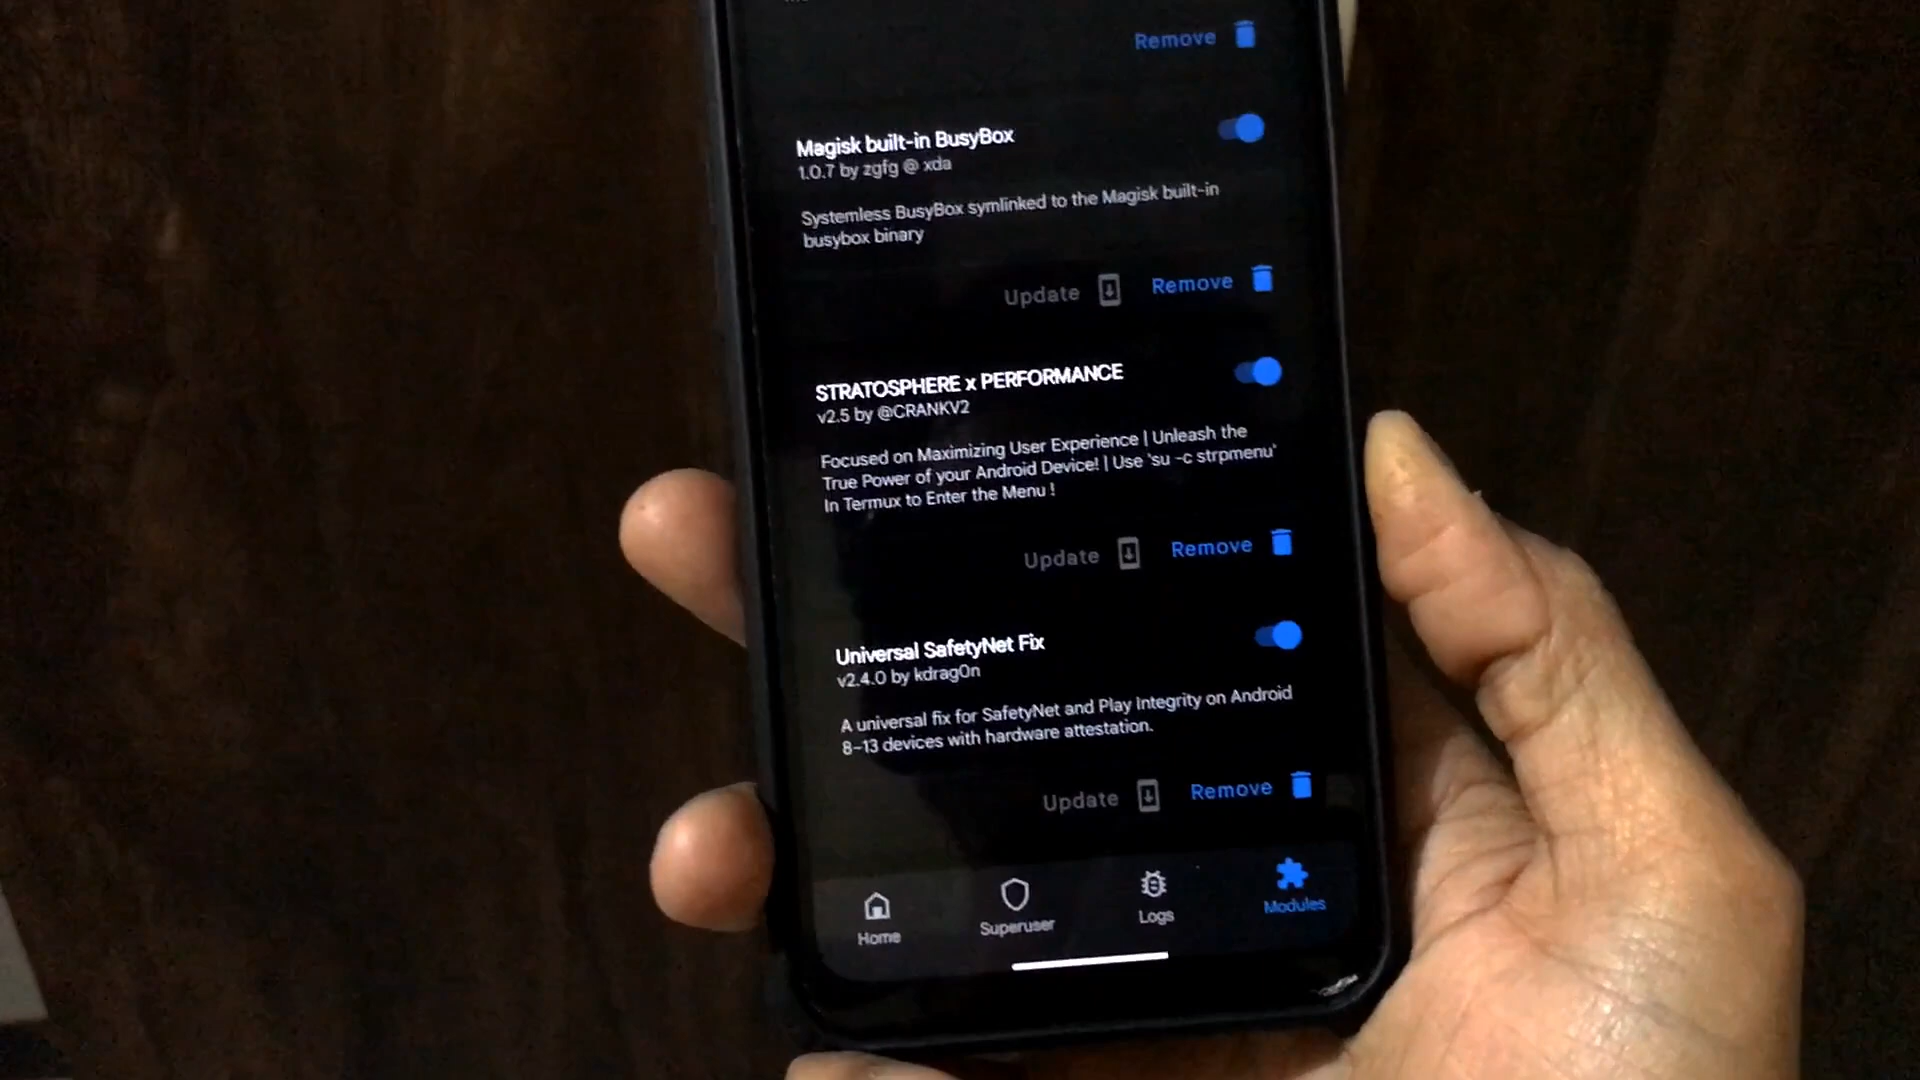 Remove
Magisk built-in BusyBox
1.0.7 by zgfg @ xda
Systemless BusyBox symlinked to the Magisk built-in
busybox binary
Update Remove
STRATOSPHERE x PERFORMANCE
v2.5 by @CRANKV2
Focused on Maximizing User Experience | Unleash the
True Power of your Android Device! | Use 'su -c strpmenu'
In Termux to Enter the Menu !
Update Remove
Universal SafetyNet Fix
v2.4.0 by kdrag0n
A universal fix for SafetyNet and Play Integrity on Android
8-13 devices with hardware attestation.
Update Remove
Home Superuser Logs Modules